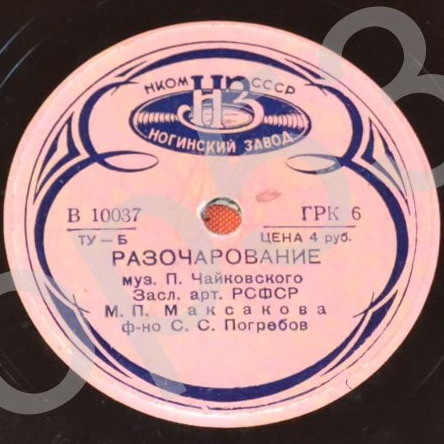 НКОМ НЗ СССР
НОГИНСКИЙ ЗАВОД
В 10037 ГРК 6
ТУ—Б ЦЕНА 4 руб.
РАЗОЧАРОВАНИЕ
муз. П. Чайковского
Засл. арт. РСФСР
М. П. Максакова
ф-но С. С. Погребов